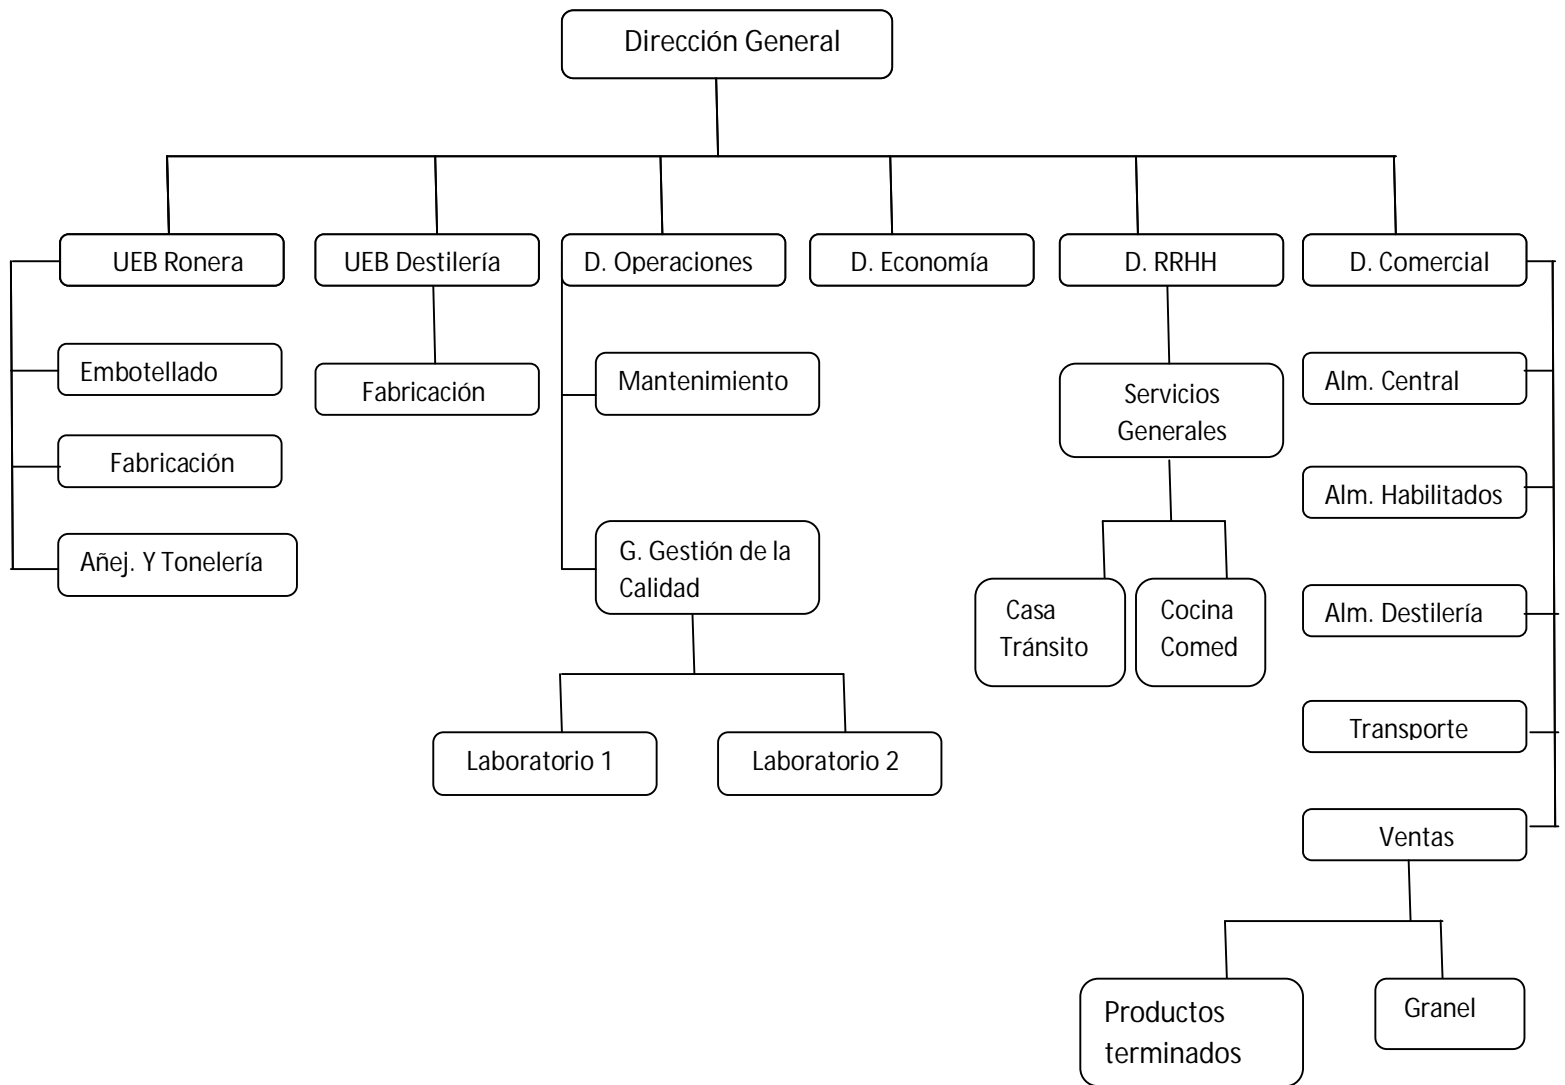 Dirección General
UEB Ronera
UEB Destilería
D. Operaciones
D. Economía
D. RRHH
D. Comercial
Embotellado
Fabricación
Añej. Y Tonelería
Fabricación
Mantenimiento
G. Gestión de la
Calidad
Laboratorio 1
Laboratorio 2
Servicios
Generales
Casa
Tránsito
Cocina
Comed
Alm. Central
Alm. Habilitados
Alm. Destilería
Transporte
Ventas
Productos
terminados
Granel